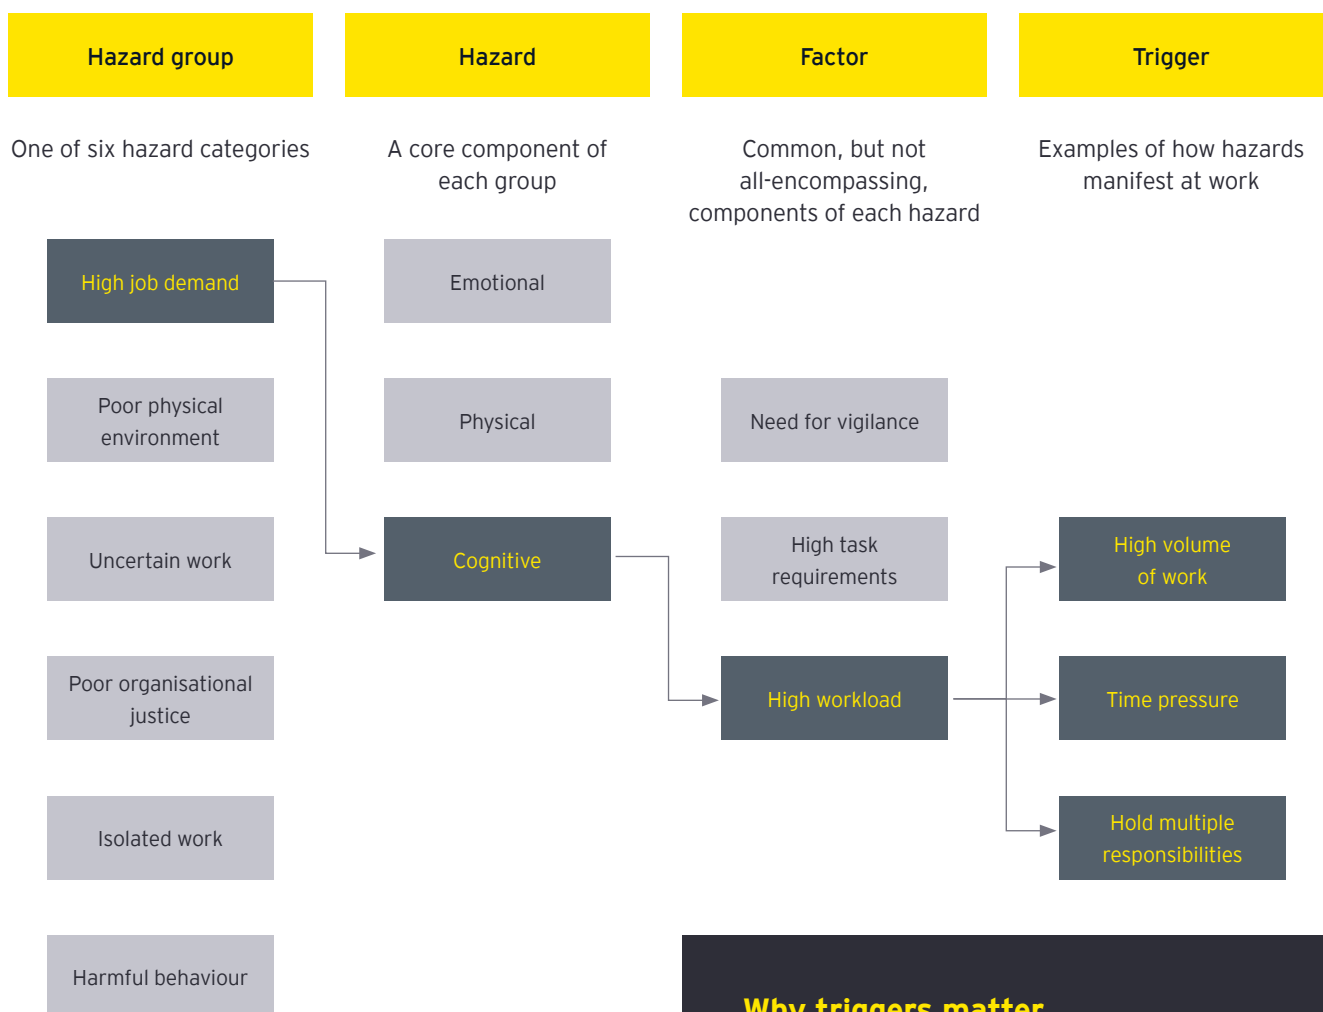 Hazard group
Hazard
Factor
Trigger
One of six hazard categories
A core component of
each group
Common, but not
all-encompassing,
components of each hazard
Examples of how hazards
manifest at work
High job demand
Emotional
Poor physical
environment
Physical
Need for vigilance
Uncertain work
Cognitive
High task
requirements
High volume
of work
Poor organisational
justice
High workload
Time pressure
Isolated work
Hold multiple
responsibilities
Harmful behaviour
Why triggers matter